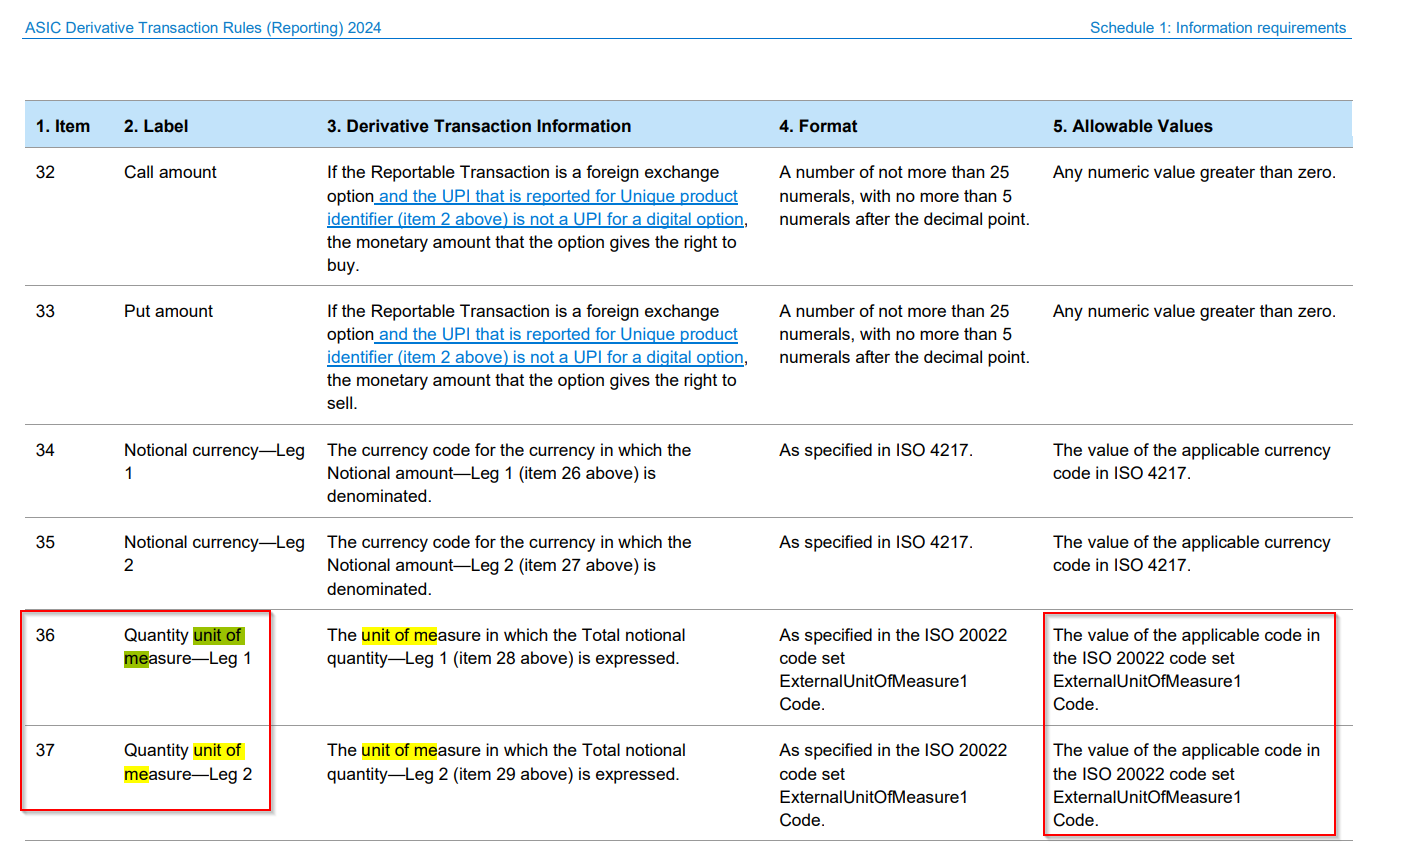 ASIC Derivative Transaction Rules (Reporting) 2024
Schedule 1: Information requirements
1. Item
2. Label
3. Derivative Transaction Information
4. Format
5. Allowable Values
32
Call amount
If the Reportable Transaction is a foreign exchange
option and the UPI that is reported for Unique product
identifier (item 2 above) is not a UPI for a digital option,
the monetary amount that the option gives the right to
buy.
A number of not more than 25
numerals, with no more than 5
numerals after the decimal point.
Any numeric value greater than zero.
33
Put amount
If the Reportable Transaction is a foreign exchange
option and the UPI that is reported for Unique product
identifier (item 2 above) is not a UPI for a digital option,
the monetary amount that the option gives the right to
sell.
A number of not more than 25
numerals, with no more than 5
numerals after the decimal point.
Any numeric value greater than zero.
34
Notional currency—Leg
1
The currency code for the currency in which the
Notional amount—Leg 1 (item 26 above) is
denominated.
As specified in ISO 4217.
The value of the applicable currency
code in ISO 4217.
35
Notional currency—Leg
2
The currency code for the currency in which the
Notional amount—Leg 2 (item 27 above) is
denominated.
As specified in ISO 4217.
The value of the applicable currency
code in ISO 4217.
36
Quantity unit of
measure—Leg 1
The unit of measure in which the Total notional
quantity—Leg 1 (item 28 above) is expressed.
As specified in the ISO 20022
code set
ExternalUnitOfMeasure1
Code.
The value of the applicable code in
the ISO 20022 code set
ExternalUnitOfMeasure1
Code.
37
Quantity unit of
measure—Leg 2
The unit of measure in which the Total notional
quantity—Leg 2 (item 29 above) is expressed.
As specified in the ISO 20022
code set
ExternalUnitOfMeasure1
Code.
The value of the applicable code in
the ISO 20022 code set
ExternalUnitOfMeasure1
Code.